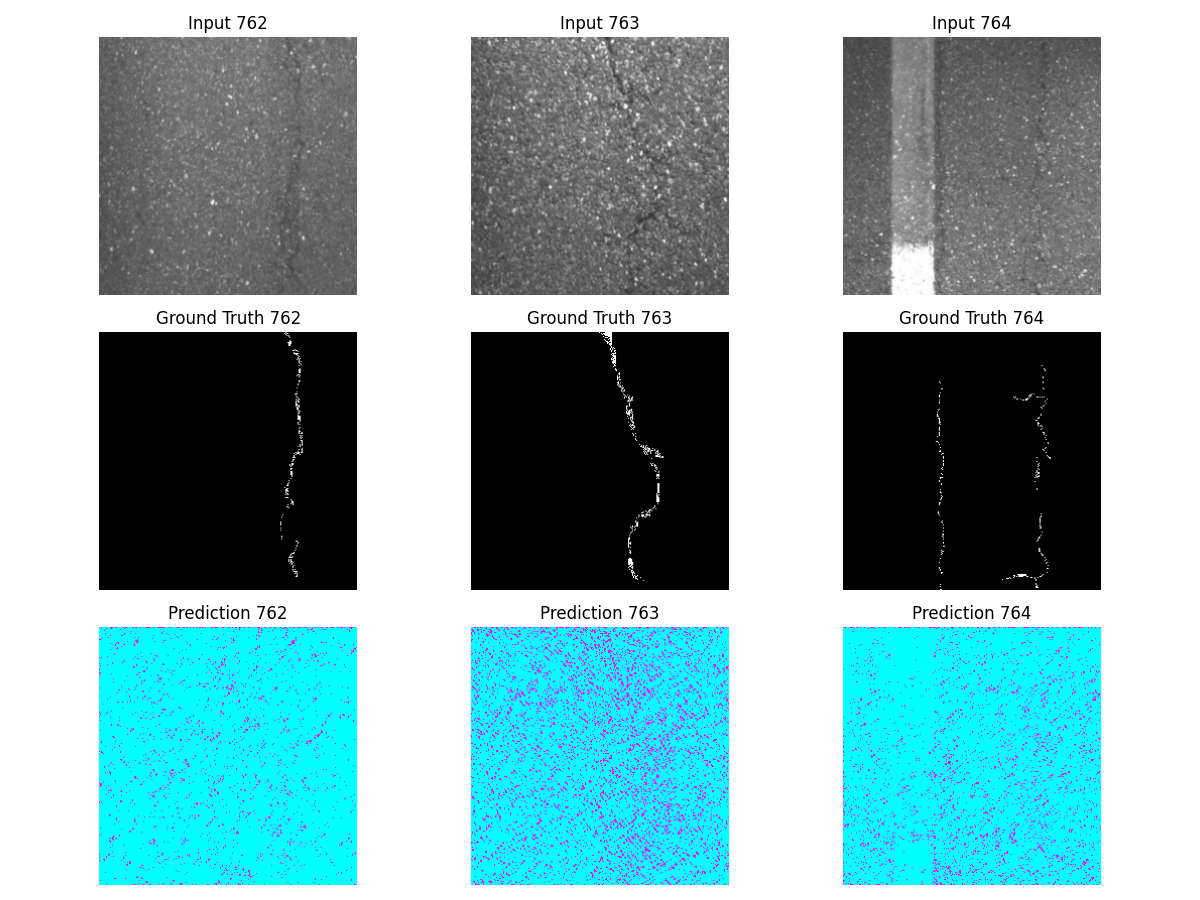 Input 762
Input 763
Input 764
Ground Truth 762
Ground Truth 763
Ground Truth 764
Prediction 762
Prediction 763
Prediction 764